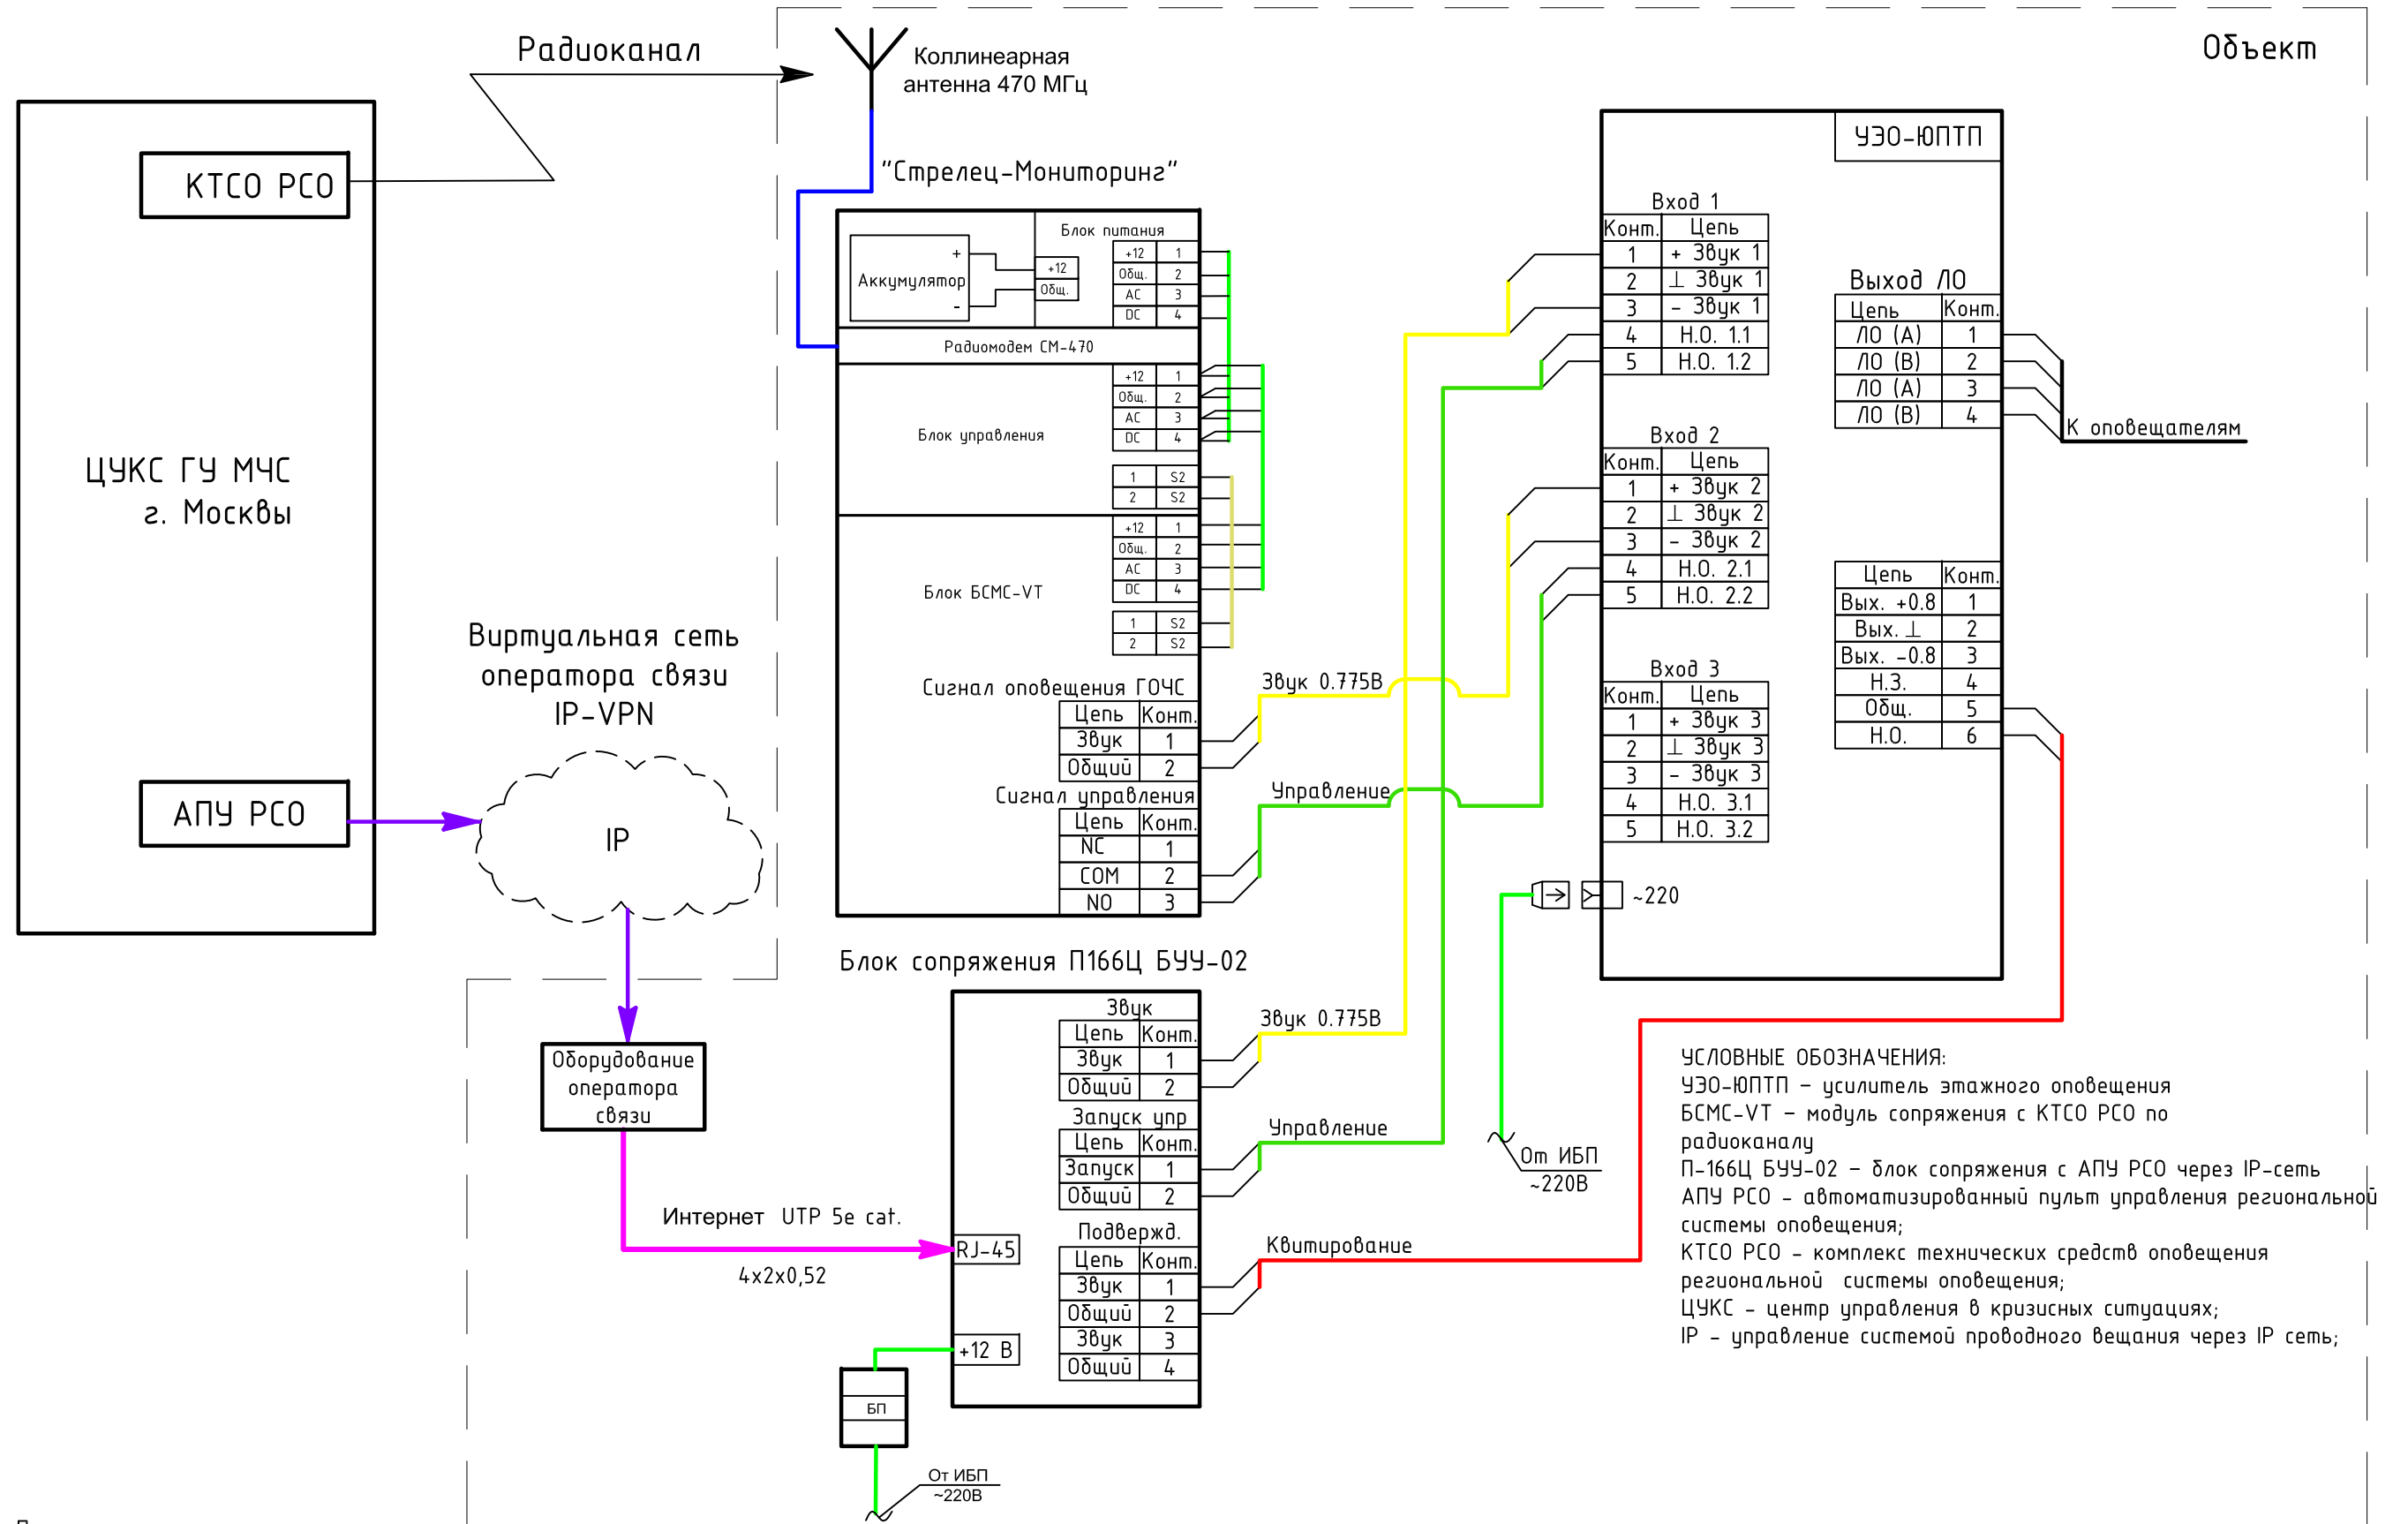 Радиоканал
Объект
Коллинеарная
антенна 470 МГц
КТСО РСО
ЦУКС ГУ МЧС
г. Москвы
АПУ РСО
Виртуальная сеть
оператора связи
IP-VPN
IP
Оборудование
оператора
связи
Интернет UTP 5e cat.
4x2x0,52
"Стрелец-Мониторинг"
Аккумулятор
+
-
Блок питания
+12
Общ.
+12 1
Общ. 2
AC 3
DC 4
Радиомодем СМ-470
Блок управления
+12 1
Общ. 2
AC 3
DC 4
1 S2
2 S2
Блок БСМС-VT
+12 1
Общ. 2
AC 3
DC 4
1 S2
2 S2
Сигнал оповещения ГОЧС
Цепь Конт.
Звук 1
Общий 2
Сигнал управления
Цепь Конт.
NC 1
COM 2
NO 3
Звук 0.775В
Управление
Блок сопряжения П166Ц БУУ-02
Звук
Цепь Конт.
Звук 1
Общий 2
Запуск упр
Цепь Конт.
Запуск 1
Общий 2
Подвержд.
Цепь Конт.
Звук 1
Общий 2
Звук 3
Общий 4
RJ-45
+12 В
БП
От ИБП
~220В
Звук 0.775В
Управление
Квитирование
УЭО-ЮПТП
Вход 1
Конт. Цепь
1 + Звук 1
2 ⊥ Звук 1
3 - Звук 1
4 Н.О. 1.1
5 Н.О. 1.2
Вход 2
Конт. Цепь
1 + Звук 2
2 ⊥ Звук 2
3 - Звук 2
4 Н.О. 2.1
5 Н.О. 2.2
Вход 3
Конт. Цепь
1 + Звук 3
2 ⊥ Звук 3
3 - Звук 3
4 Н.О. 3.1
5 Н.О. 3.2
~220
Выход ЛО
Цепь Конт.
ЛО (А) 1
ЛО (В) 2
ЛО (А) 3
ЛО (В) 4
К оповещателям
Цепь Конт.
Вых. +0.8 1
Вых. ⊥ 2
Вых. -0.8 3
Н.З. 4
Общ. 5
Н.О. 6
От ИБП
~220В
УСЛОВНЫЕ ОБОЗНАЧЕНИЯ:
УЭО-ЮПТП – усилитель этажного оповещения
БСМС-VT – модуль сопряжения с КТСО РСО по
радиоканалу
П-166Ц БУУ-02 – блок сопряжения с АПУ РСО через IP-сеть
АПУ РСО - автоматизированный пульт управления региональной
системы оповещения;
КТСО РСО - комплекс технических средств оповещения
региональной системы оповещения;
ЦУКС - центр управления в кризисных ситуациях;
IP - управление системой проводного вещания через IP сеть;